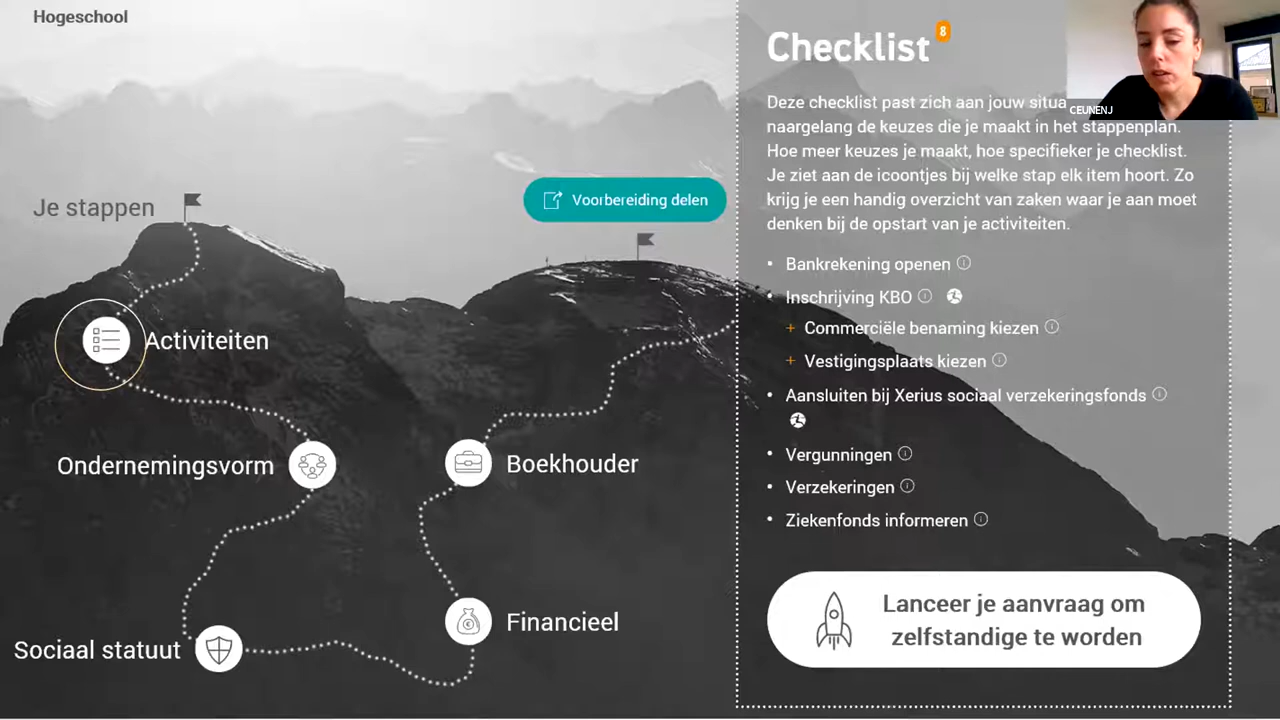 Hogeschool
Je stappen
Voorbereiding delen
Activiteiten
Ondernemingsvorm
Boekhouder
Financieel
Sociaal statuut
Checklist 8
Deze checklist past zich aan jouw situa
naargelang de keuzes die je maakt in het stappenplan.
Hoe meer keuzes je maakt, hoe specifieker je checklist.
Je ziet aan de icoontjes bij welke stap elk item hoort. Zo
krijg je een handig overzicht van zaken waar je aan moet
denken bij de opstart van je activiteiten.
• Bankrekening openen
• Inschrijving KBO
+ Commerciële benaming kiezen
+ Vestigingsplaats kiezen
• Aansluiten bij Xerius sociaal verzekeringsfonds
• Vergunningen
• Verzekeringen
• Ziekenfonds informeren
Lanceer je aanvraag om
zelfstandige te worden
CEUNENJ